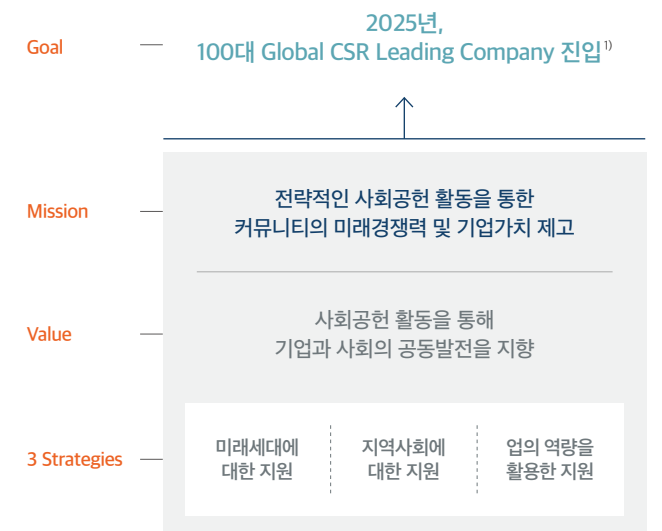 Goal
2025년,
100대 Global CSR Leading Company 진입1)
Mission
전략적인 사회공헌 활동을 통한
커뮤니티의 미래경쟁력 및 기업가치 제고
Value
사회공헌 활동을 통해
기업과 사회의 공동발전을 지향
3 Strategies
미래세대에
대한 지원
지역사회에
대한 지원
업의 역량을
활용한 지원